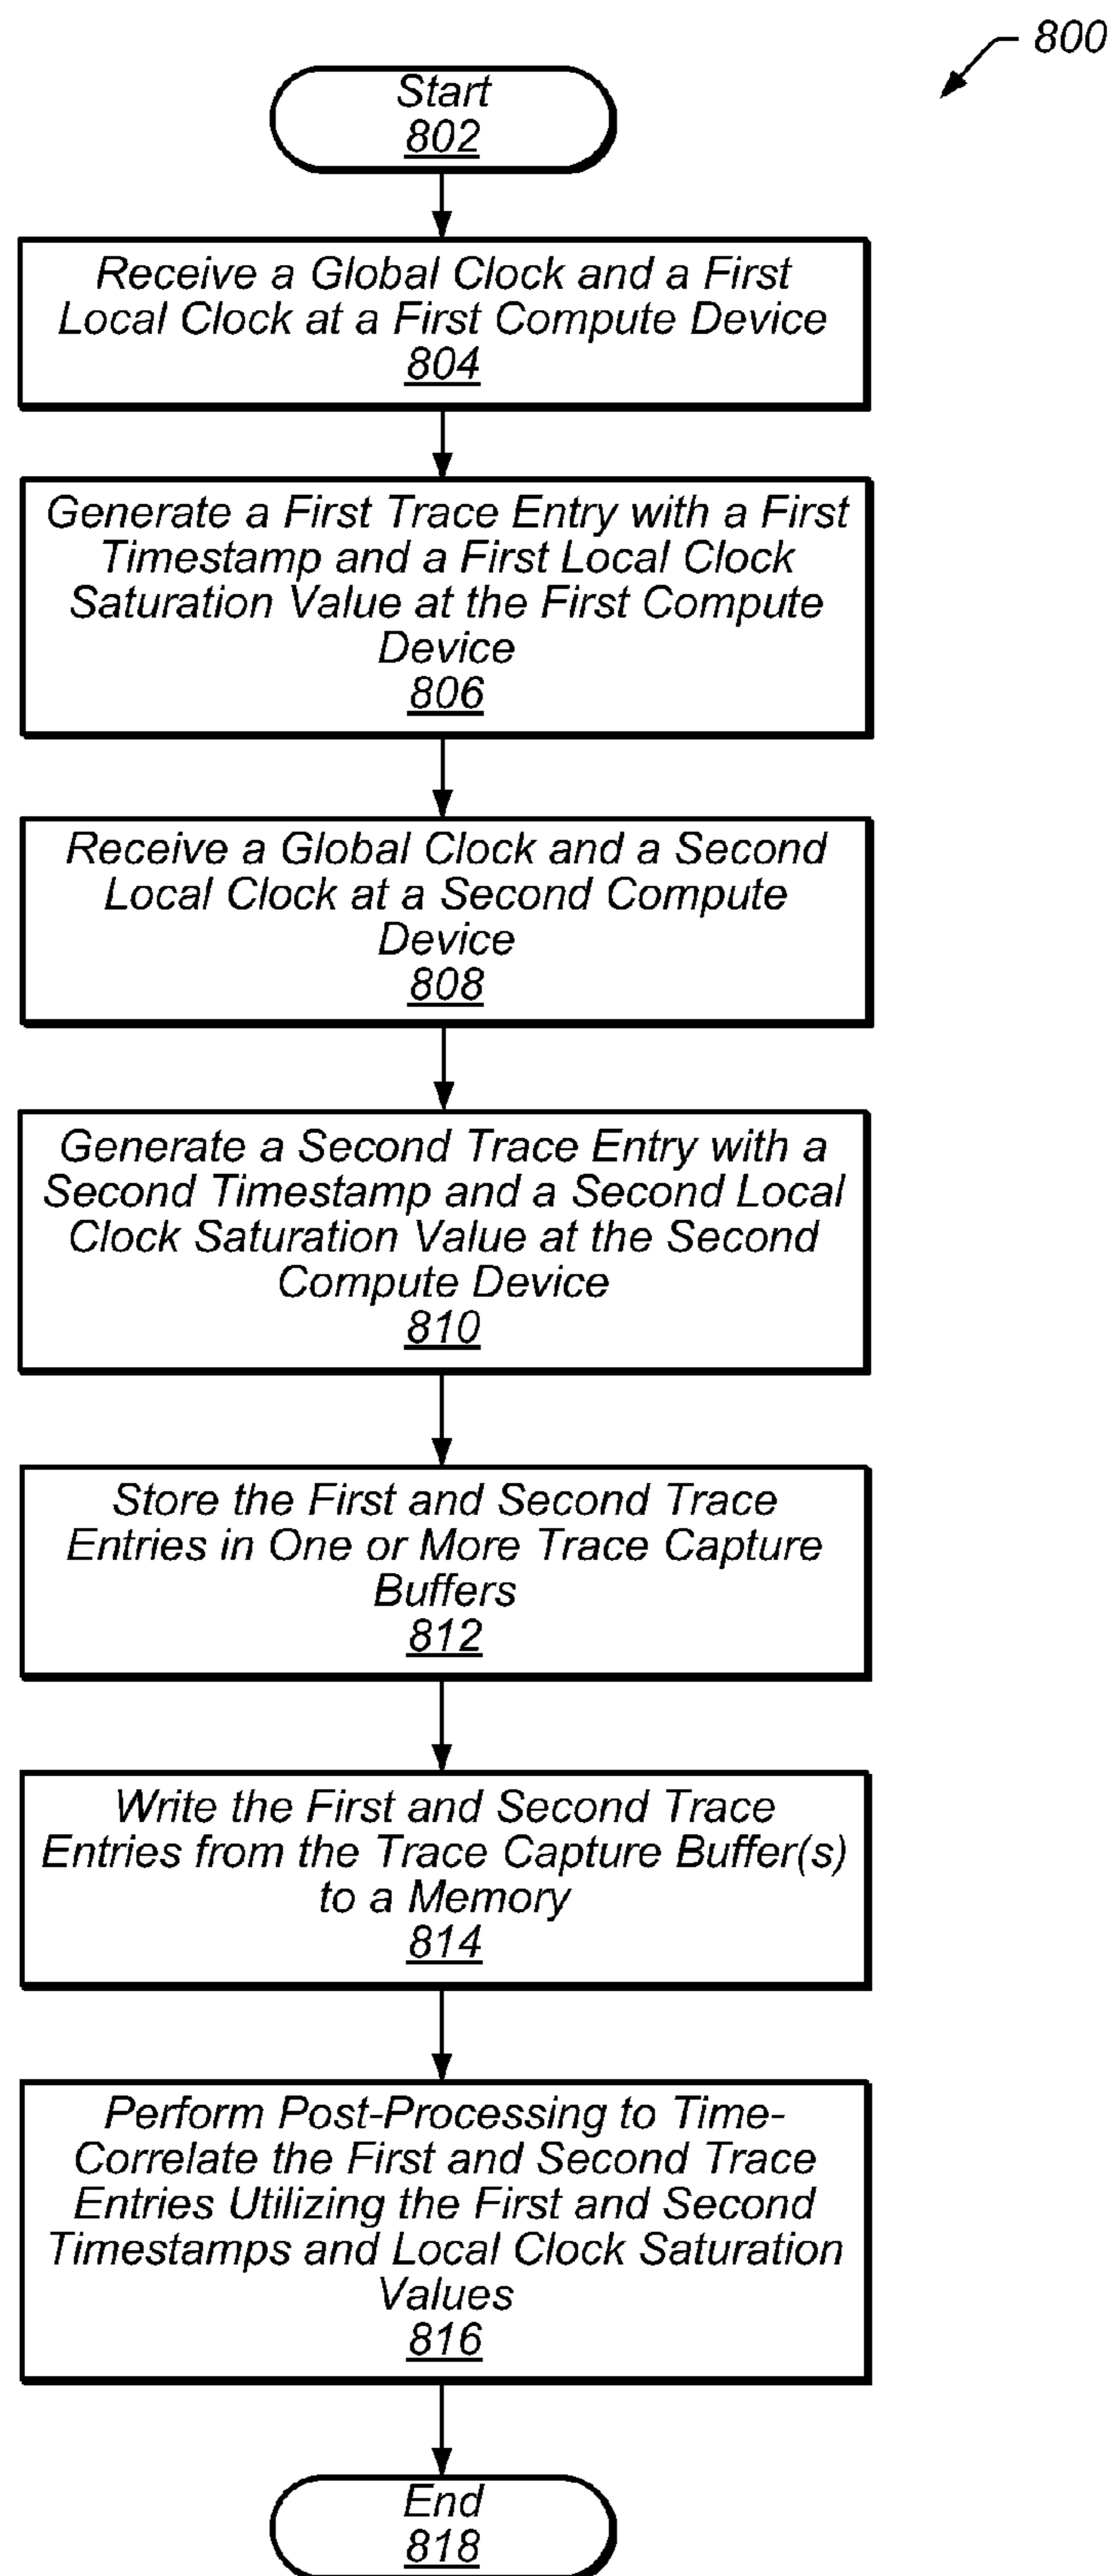 800
Start
802
Receive a Global Clock and a First
Local Clock at a First Compute Device
804
Generate a First Trace Entry with a First
Timestamp and a First Local Clock
Saturation Value at the First Compute
Device
806
Receive a Global Clock and a Second
Local Clock at a Second Compute
Device
808
Generate a Second Trace Entry with a
Second Timestamp and a Second Local
Clock Saturation Value at the Second
Compute Device
810
Store the First and Second Trace
Entries in One or More Trace Capture
Buffers
812
Write the First and Second Trace
Entries from the Trace Capture Buffer(s)
to a Memory
814
Perform Post-Processing to Time-
Correlate the First and Second Trace
Entries Utilizing the First and Second
Timestamps and Local Clock Saturation
Values
816
End
818